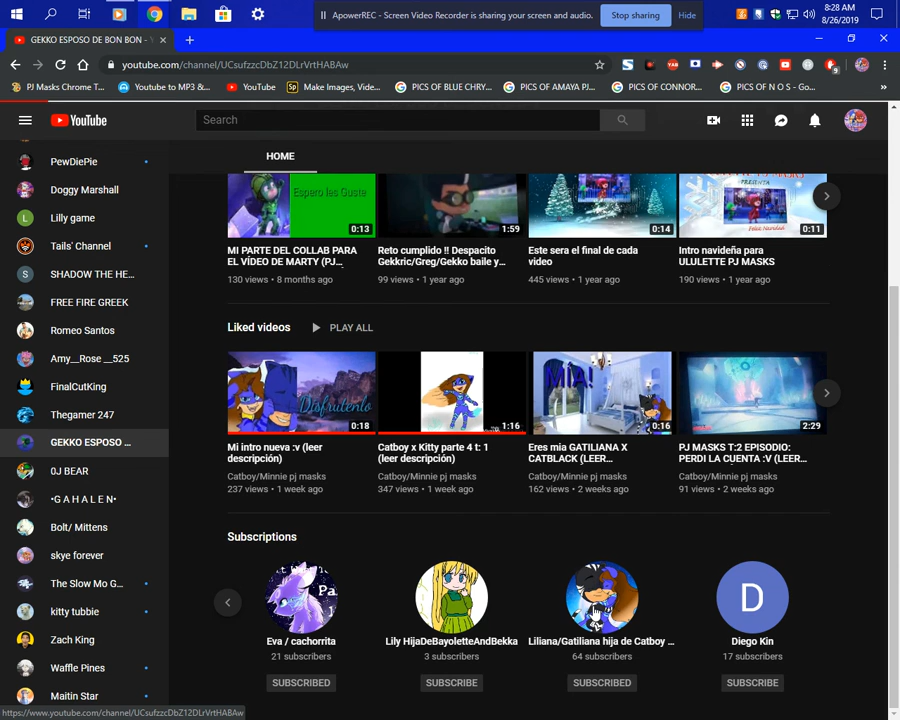 ApowerREC - Screen Video Recorder is sharing your screen and audio.
Stop sharing
Hide
8:28 AM
8/26/2019
GEKKO ESPOSO DE BON BON -
youtube.com/channel/UCsufzzcDbZ12DLrVrtHABAw
PJ Masks Chrome T...
Youtube to MP3 &...
YouTube
Make Images, Vide...
PICS OF BLUE CHRY...
PICS OF AMAYA PJ...
PICS OF CONNOR...
PICS OF N O S - Go...
YouTube
Search
HOME
PewDiePie
Doggy Marshall
Lilly game
Tails' Channel
SHADOW THE HE...
FREE FIRE GREEK
Romeo Santos
Amy__Rose __525
FinalCutKing
Thegamer 247
GEKKO ESPOSO ...
0J BEAR
•G A H A L E N•
Bolt/ Mittens
skye forever
The Slow Mo G...
kitty tubbie
Zach King
Waffle Pines
Maitin Star
Espero les Guste
0:13
1:59
0:14
PRESENTA
Feliz Navidad
0:11
MI PARTE DEL COLLAB PARA
EL VÍDEO DE MARTY (PJ...
130 views • 8 months ago
Reto cumplido !! Despacito
Gekkric/Greg/Gekko baile y...
99 views • 1 year ago
Este sera el final de cada
video
445 views • 1 year ago
Intro navideña para
ULULETTE PJ MASKS
190 views • 1 year ago
Liked videos
PLAY ALL
Disfrutenlo
0:18
1:16
MÍA!
0:16
2:29
Mi intro nueva :v (leer
descripción)
Catboy/Minnie pj masks
237 views • 1 week ago
Catboy x Kitty parte 4 t: 1
(leer descripción)
Catboy/Minnie pj masks
347 views • 1 week ago
Eres mia GATILIANA X
CATBLACK (LEER...
Catboy/Minnie pj masks
162 views • 2 weeks ago
PJ MASKS T:2 EPISODIO:
PERDI LA CUENTA :V (LEER...
Catboy/Minnie pj masks
91 views • 2 weeks ago
Subscriptions
Eva / cachorrita
21 subscribers
SUBSCRIBED
Lily HijaDeBayoletteAndBekka
3 subscribers
SUBSCRIBE
Liliana/Gatiliana hija de Catboy ...
64 subscribers
SUBSCRIBED
D
Diego Kin
17 subscribers
SUBSCRIBE
https://www.youtube.com/channel/UCsufzzcDbZ12DLrVrtHABAw